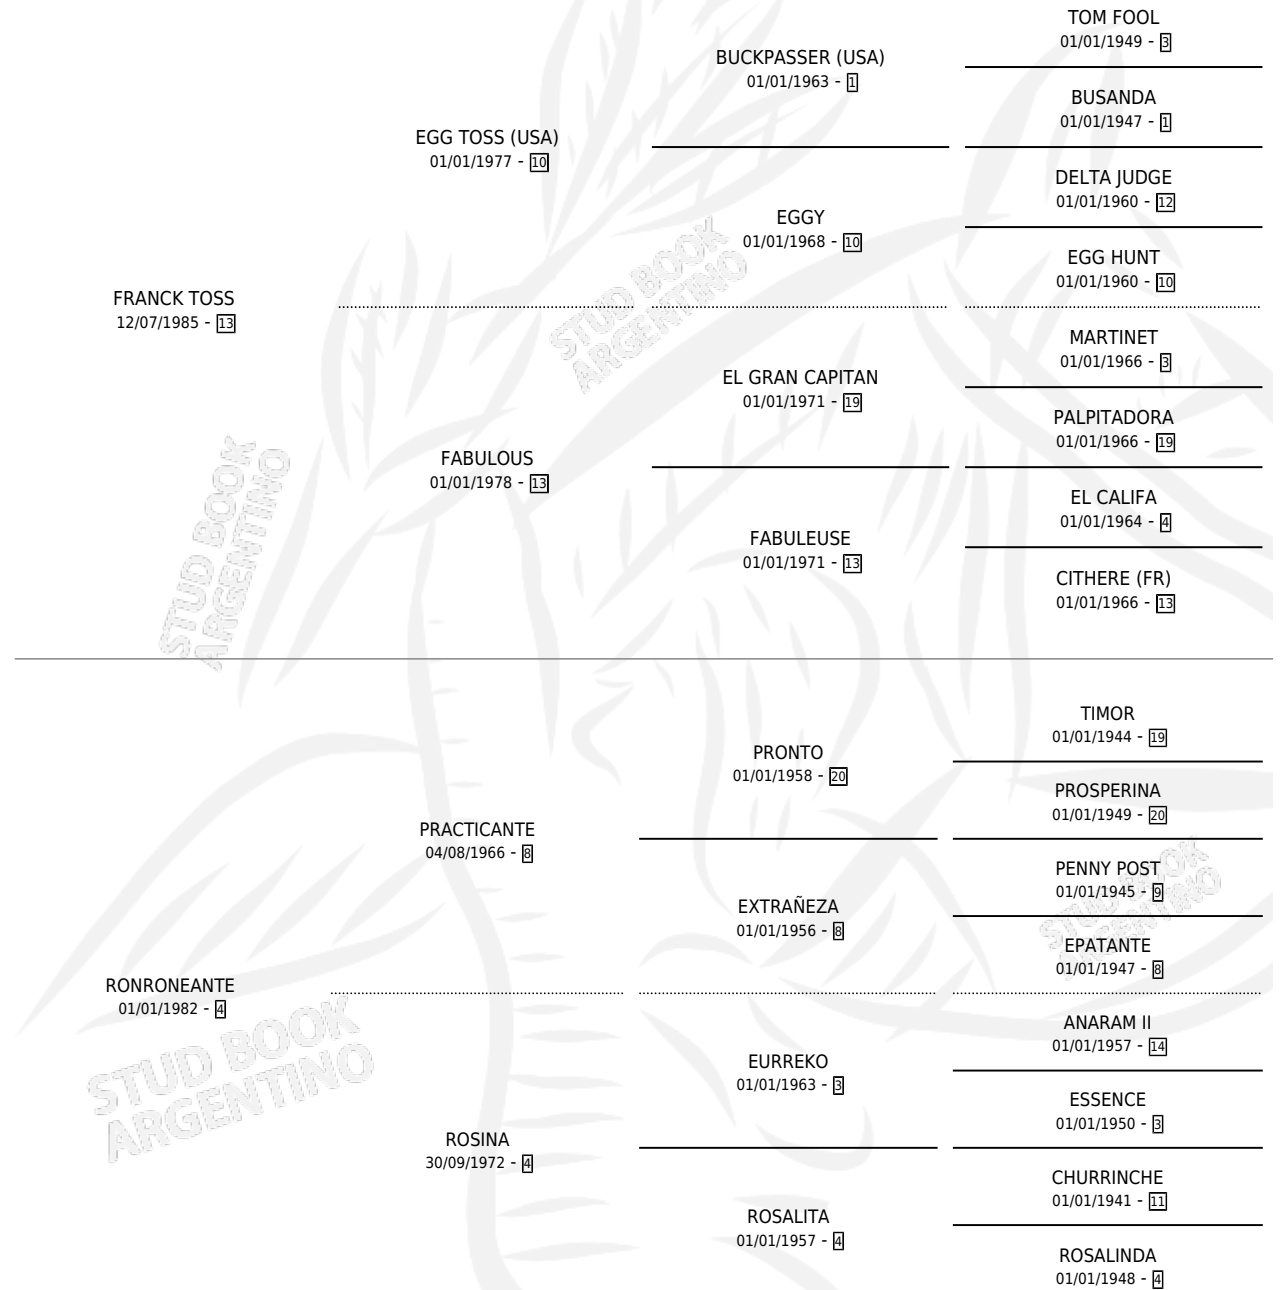 TOM FOOL
01/01/1949 - 3
BUCKPASSER (USA)
01/01/1963 - 1
BUSANDA
01/01/1947 - 1
EGG TOSS (USA)
01/01/1977 - 10
DELTA JUDGE
01/01/1960 - 12
EGGY
01/01/1968 - 10
EGG HUNT
01/01/1960 - 10
FRANCK TOSS
12/07/1985 - 13
MARTINET
01/01/1966 - 3
EL GRAN CAPITAN
01/01/1971 - 19
PALPITADORA
01/01/1966 - 19
FABULOUS
01/01/1978 - 13
EL CALIFA
01/01/1964 - 4
FABULEUSE
01/01/1971 - 13
CITHERE (FR)
01/01/1966 - 13
TIMOR
01/01/1944 - 19
PRONTO
01/01/1958 - 20
PROSPERINA
01/01/1949 - 20
PRACTICANTE
04/08/1966 - 8
PENNY POST
01/01/1945 - 9
EXTRAÑEZA
01/01/1956 - 8
EPATANTE
01/01/1947 - 8
RONRONEANTE
01/01/1982 - 4
ANARAM II
01/01/1957 - 14
EURREKO
01/01/1963 - 3
ESSENCE
01/01/1950 - 3
ROSINA
30/09/1972 - 4
CHURRINCHE
01/01/1941 - 11
ROSALITA
01/01/1957 - 4
ROSALINDA
01/01/1948 - 4
STUD BOOK
ARGENTINO
STUD BOOK
ARGENTINO
STUD BOOK
ARGENTINO
STUD BOOK
ARGENTINO